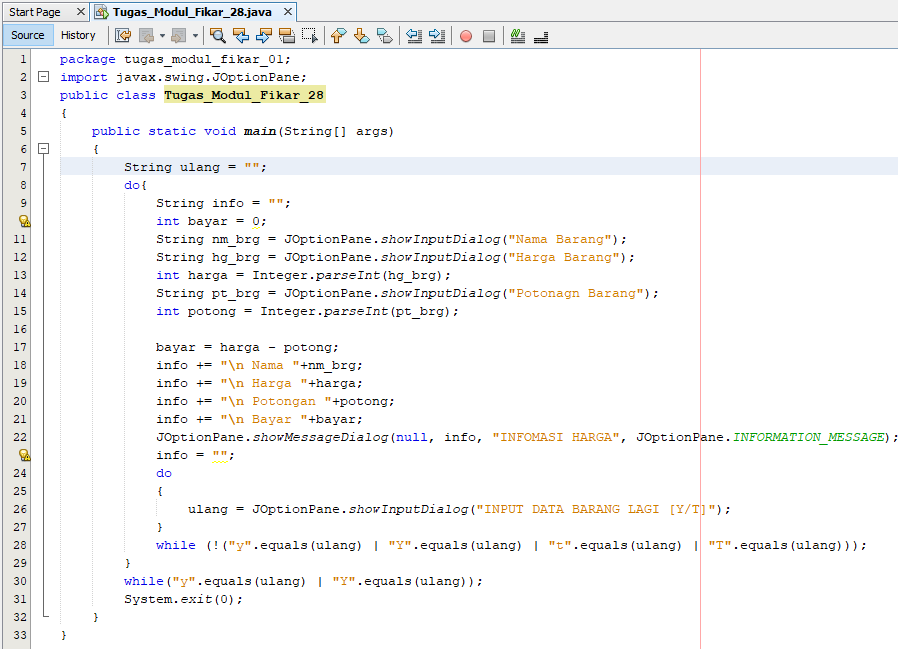 Start Page Tugas_Modul_Fikar_28.java
Source History
1 package tugas_modul_fikar_01;
2 import javax.swing.JOptionPane;
3 public class Tugas_Modul_Fikar_28
4 {
5 public static void main(String[] args)
6 {
7 String ulang = "";
8 do{
9 String info = "";
int bayar = 0;
11 String nm_brg = JOptionPane.showInputDialog("Nama Barang");
12 String hg_brg = JOptionPane.showInputDialog("Harga Barang");
13 int harga = Integer.parseInt(hg_brg);
14 String pt_brg = JOptionPane.showInputDialog("Potonagn Barang");
15 int potong = Integer.parseInt(pt_brg);
16
17 bayar = harga - potong;
18 info += "\n Nama "+nm_brg;
19 info += "\n Harga "+harga;
20 info += "\n Potongan "+potong;
21 info += "\n Bayar "+bayar;
22 JOptionPane.showMessageDialog(null, info, "INFOMASI HARGA", JOptionPane.INFORMATION_MESSAGE);
info = "";
24 do
25 {
26 ulang = JOptionPane.showInputDialog("INPUT DATA BARANG LAGI [Y/T]");
27 }
28 while (!("y".equals(ulang) | "Y".equals(ulang) | "t".equals(ulang) | "T".equals(ulang)));
29 }
30 while("y".equals(ulang) | "Y".equals(ulang));
31 System.exit(0);
32 }
33 }